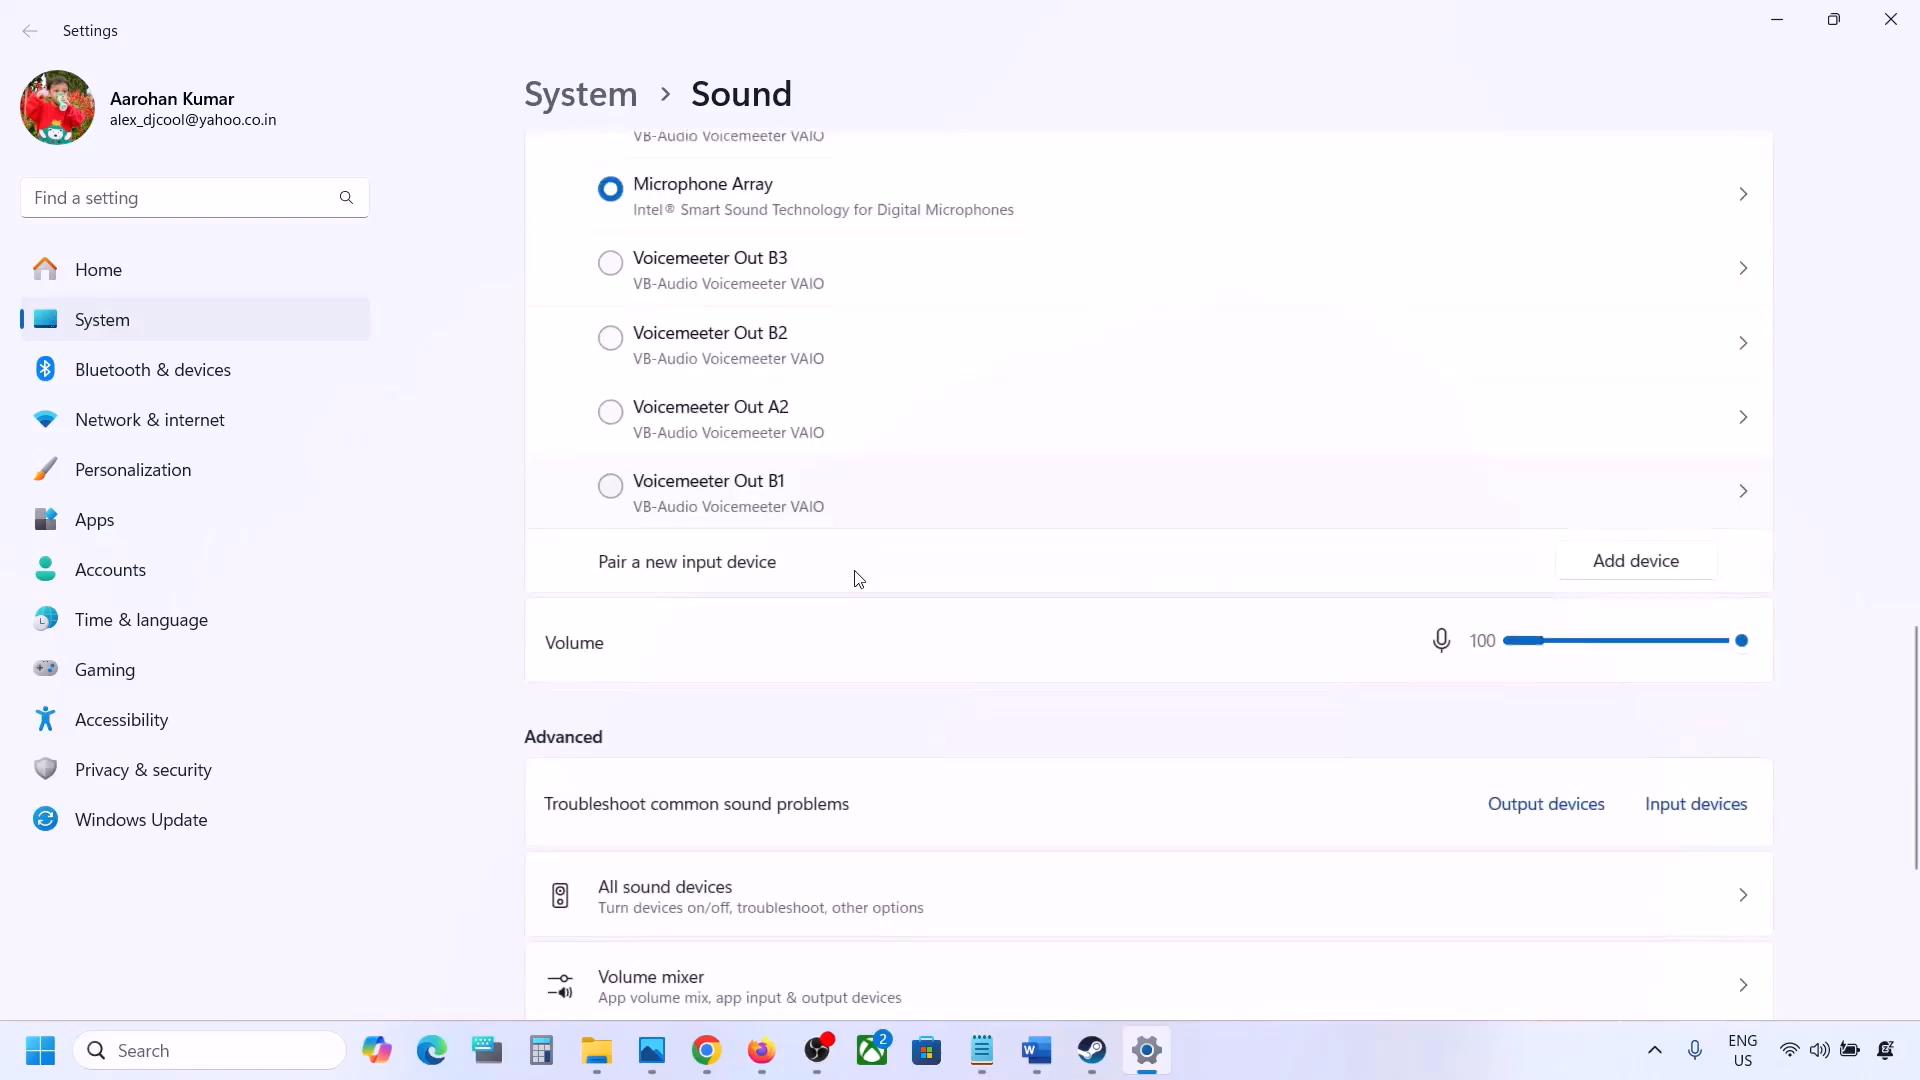 Settings
Aarohan Kumar
alex_djcool@yahoo.co.in
Find a setting
Home
System
Bluetooth & devices
Network & internet
Personalization
Apps
Accounts
Time & language
Gaming
Accessibility
Privacy & security
Windows Update
System > Sound
VB-Audio Voicemeeter VAIO
Microphone Array
Intel® Smart Sound Technology for Digital Microphones
Voicemeeter Out B3
VB-Audio Voicemeeter VAIO
Voicemeeter Out B2
VB-Audio Voicemeeter VAIO
Voicemeeter Out A2
VB-Audio Voicemeeter VAIO
Voicemeeter Out B1
VB-Audio Voicemeeter VAIO
Pair a new input device
Add device
Volume
100
Advanced
Troubleshoot common sound problems
Output devices
Input devices
All sound devices
Turn devices on/off, troubleshoot, other options
Volume mixer
App volume mix, app input & output devices
Search
2
ENG
US